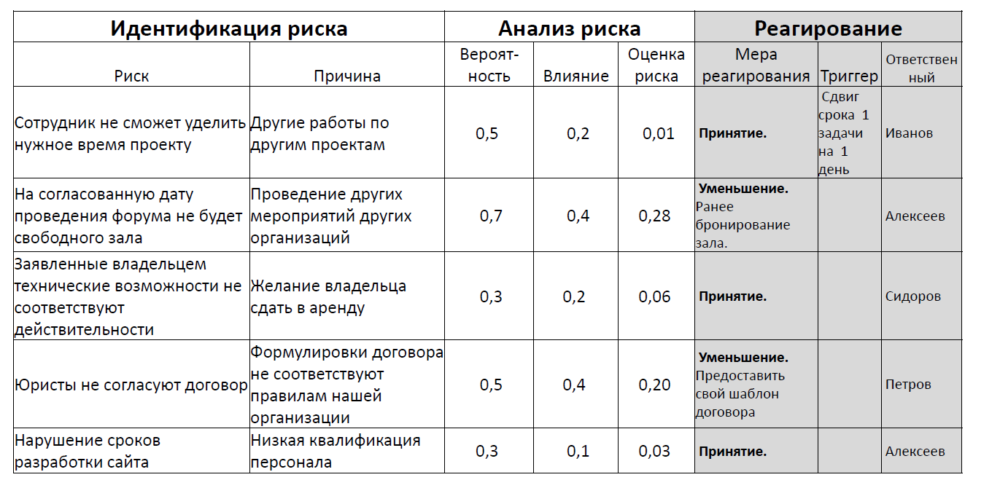 Идентификация риска
Анализ риска
Реагирование
Риск
Причина
Вероят-
ность
Влияние
Оценка
риска
Мера
реагирования
Триггер
Ответствен
ный
Сотрудник не сможет уделить
нужное время проекту
Другие работы по
другим проектам
0,5
0,2
0,01
Принятие.
Сдвиг
срока 1
задачи
на 1
день
Иванов
На согласованную дату
проведения форума не будет
свободного зала
Проведение других
мероприятий других
организаций
0,7
0,4
0,28
Уменьшение.
Ранее
бронирование
зала.
Алексеев
Заявленные владельцем
технические возможности не
соответствуют
действительности
Желание владельца
сдать в аренду
0,3
0,2
0,06
Принятие.
Сидоров
Юристы не согласуют договор
Формулировки договора
не соответствуют
правилам нашей
организации
0,5
0,4
0,20
Уменьшение.
Предоставить
свой шаблон
договора
Петров
Нарушение сроков
разработки сайта
Низкая квалификация
персонала
0,3
0,1
0,03
Принятие.
Алексеев